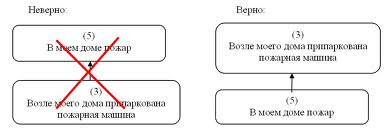 Неверно:
(5)
В моем доме пожар
(3)
Возле моего дома припаркована
пожарная машина
Верно:
(3)
Возле моего дома припаркована
пожарная машина
(5)
В моем доме пожар